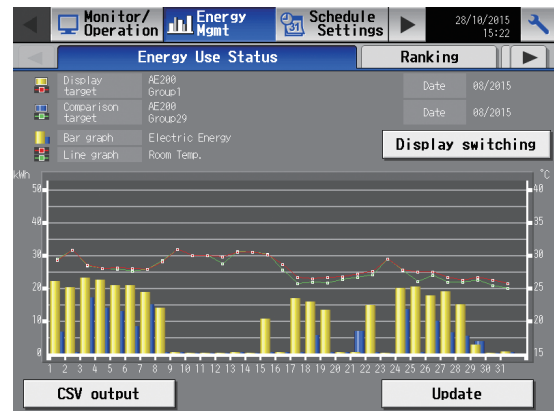 Monitor/ Operation
Energy Mgmt
31
Schedule Settings
28/10/2015
15:22
Energy Use Status
Ranking
Display target
AE200 Group1
Date
08/2015
Comparison target
AE200 Group29
Date
08/2015
Bar graph
Electric Energy
Line graph
Room Temp.
Display switching
kWh
°C
50
40
30
20
10
0
40
35
30
25
20
15
1 2 3 4 5 6 7 8 9 10 11 12 13 14 15 16 17 18 19 20 21 22 23 24 25 26 27 28 29 30 31
CSV output
Update